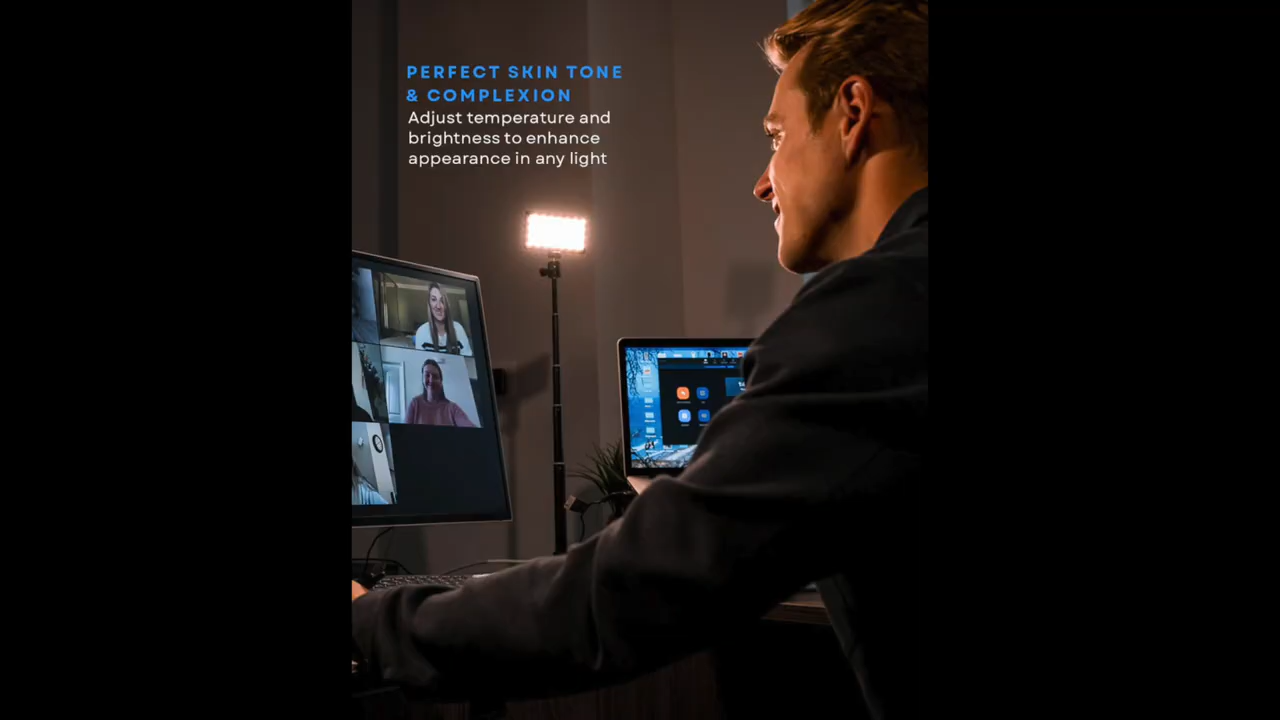 PERFECT SKIN TONE
& COMPLEXION
Adjust temperature and
brightness to enhance
appearance in any light